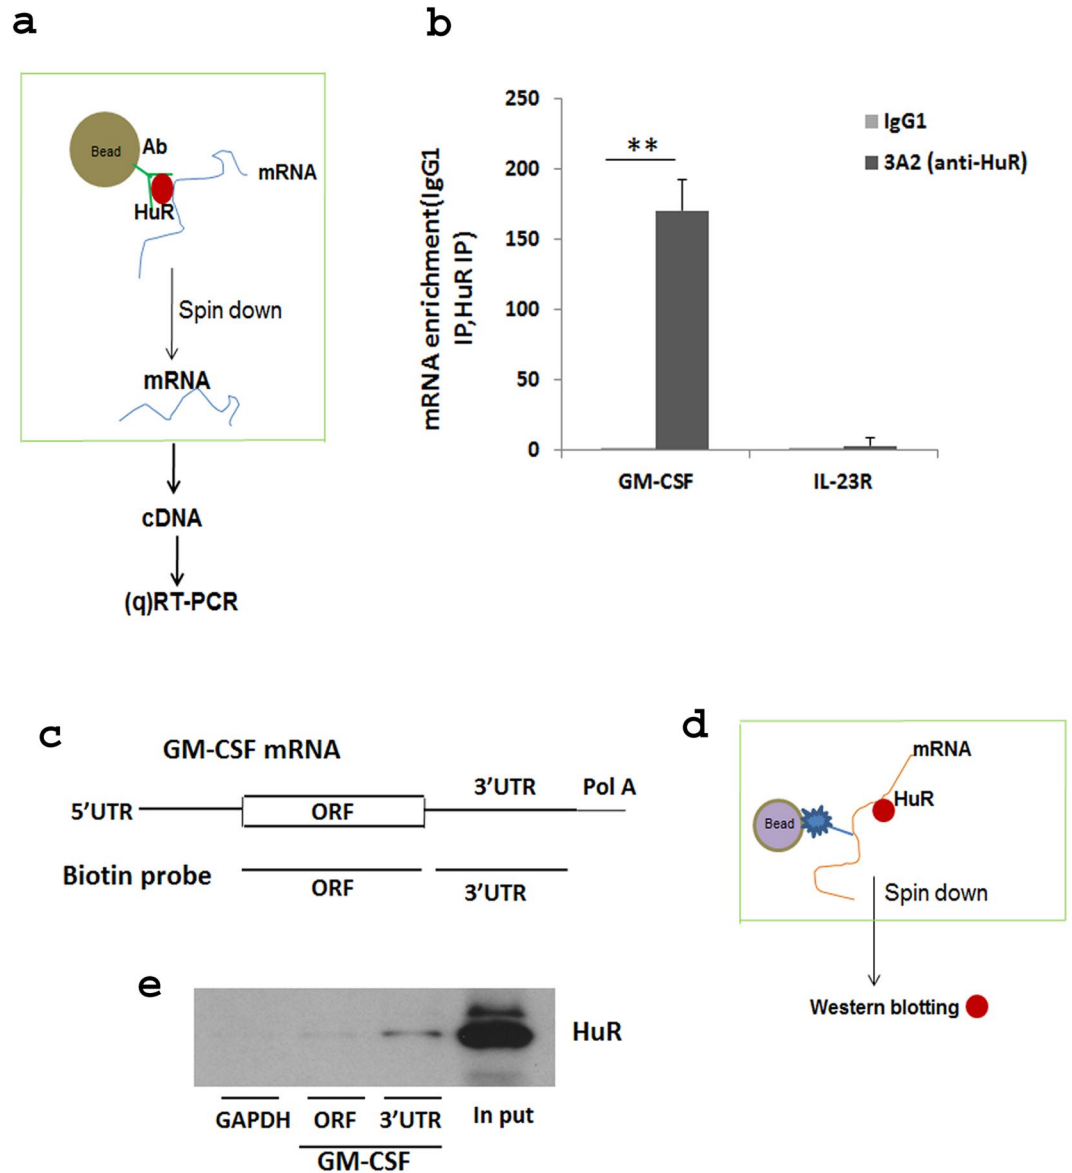 a
Bead
Ab
mRNA
HuR
Spin down
mRNA
cDNA
(q)RT-PCR
b
mRNA enrichment(IgG1
IP,HuR IP)
250
200
150
100
50
0
**
IgG1
3A2 (anti-HuR)
GM-CSF
IL-23R
c
GM-CSF mRNA
5'UTR
ORF
3'UTR
Pol A
Biotin probe
ORF
3'UTR
d
mRNA
HuR
Bead
Spin down
Western blotting
e
HuR
GAPDH
ORF
3'UTR
In put
GM-CSF